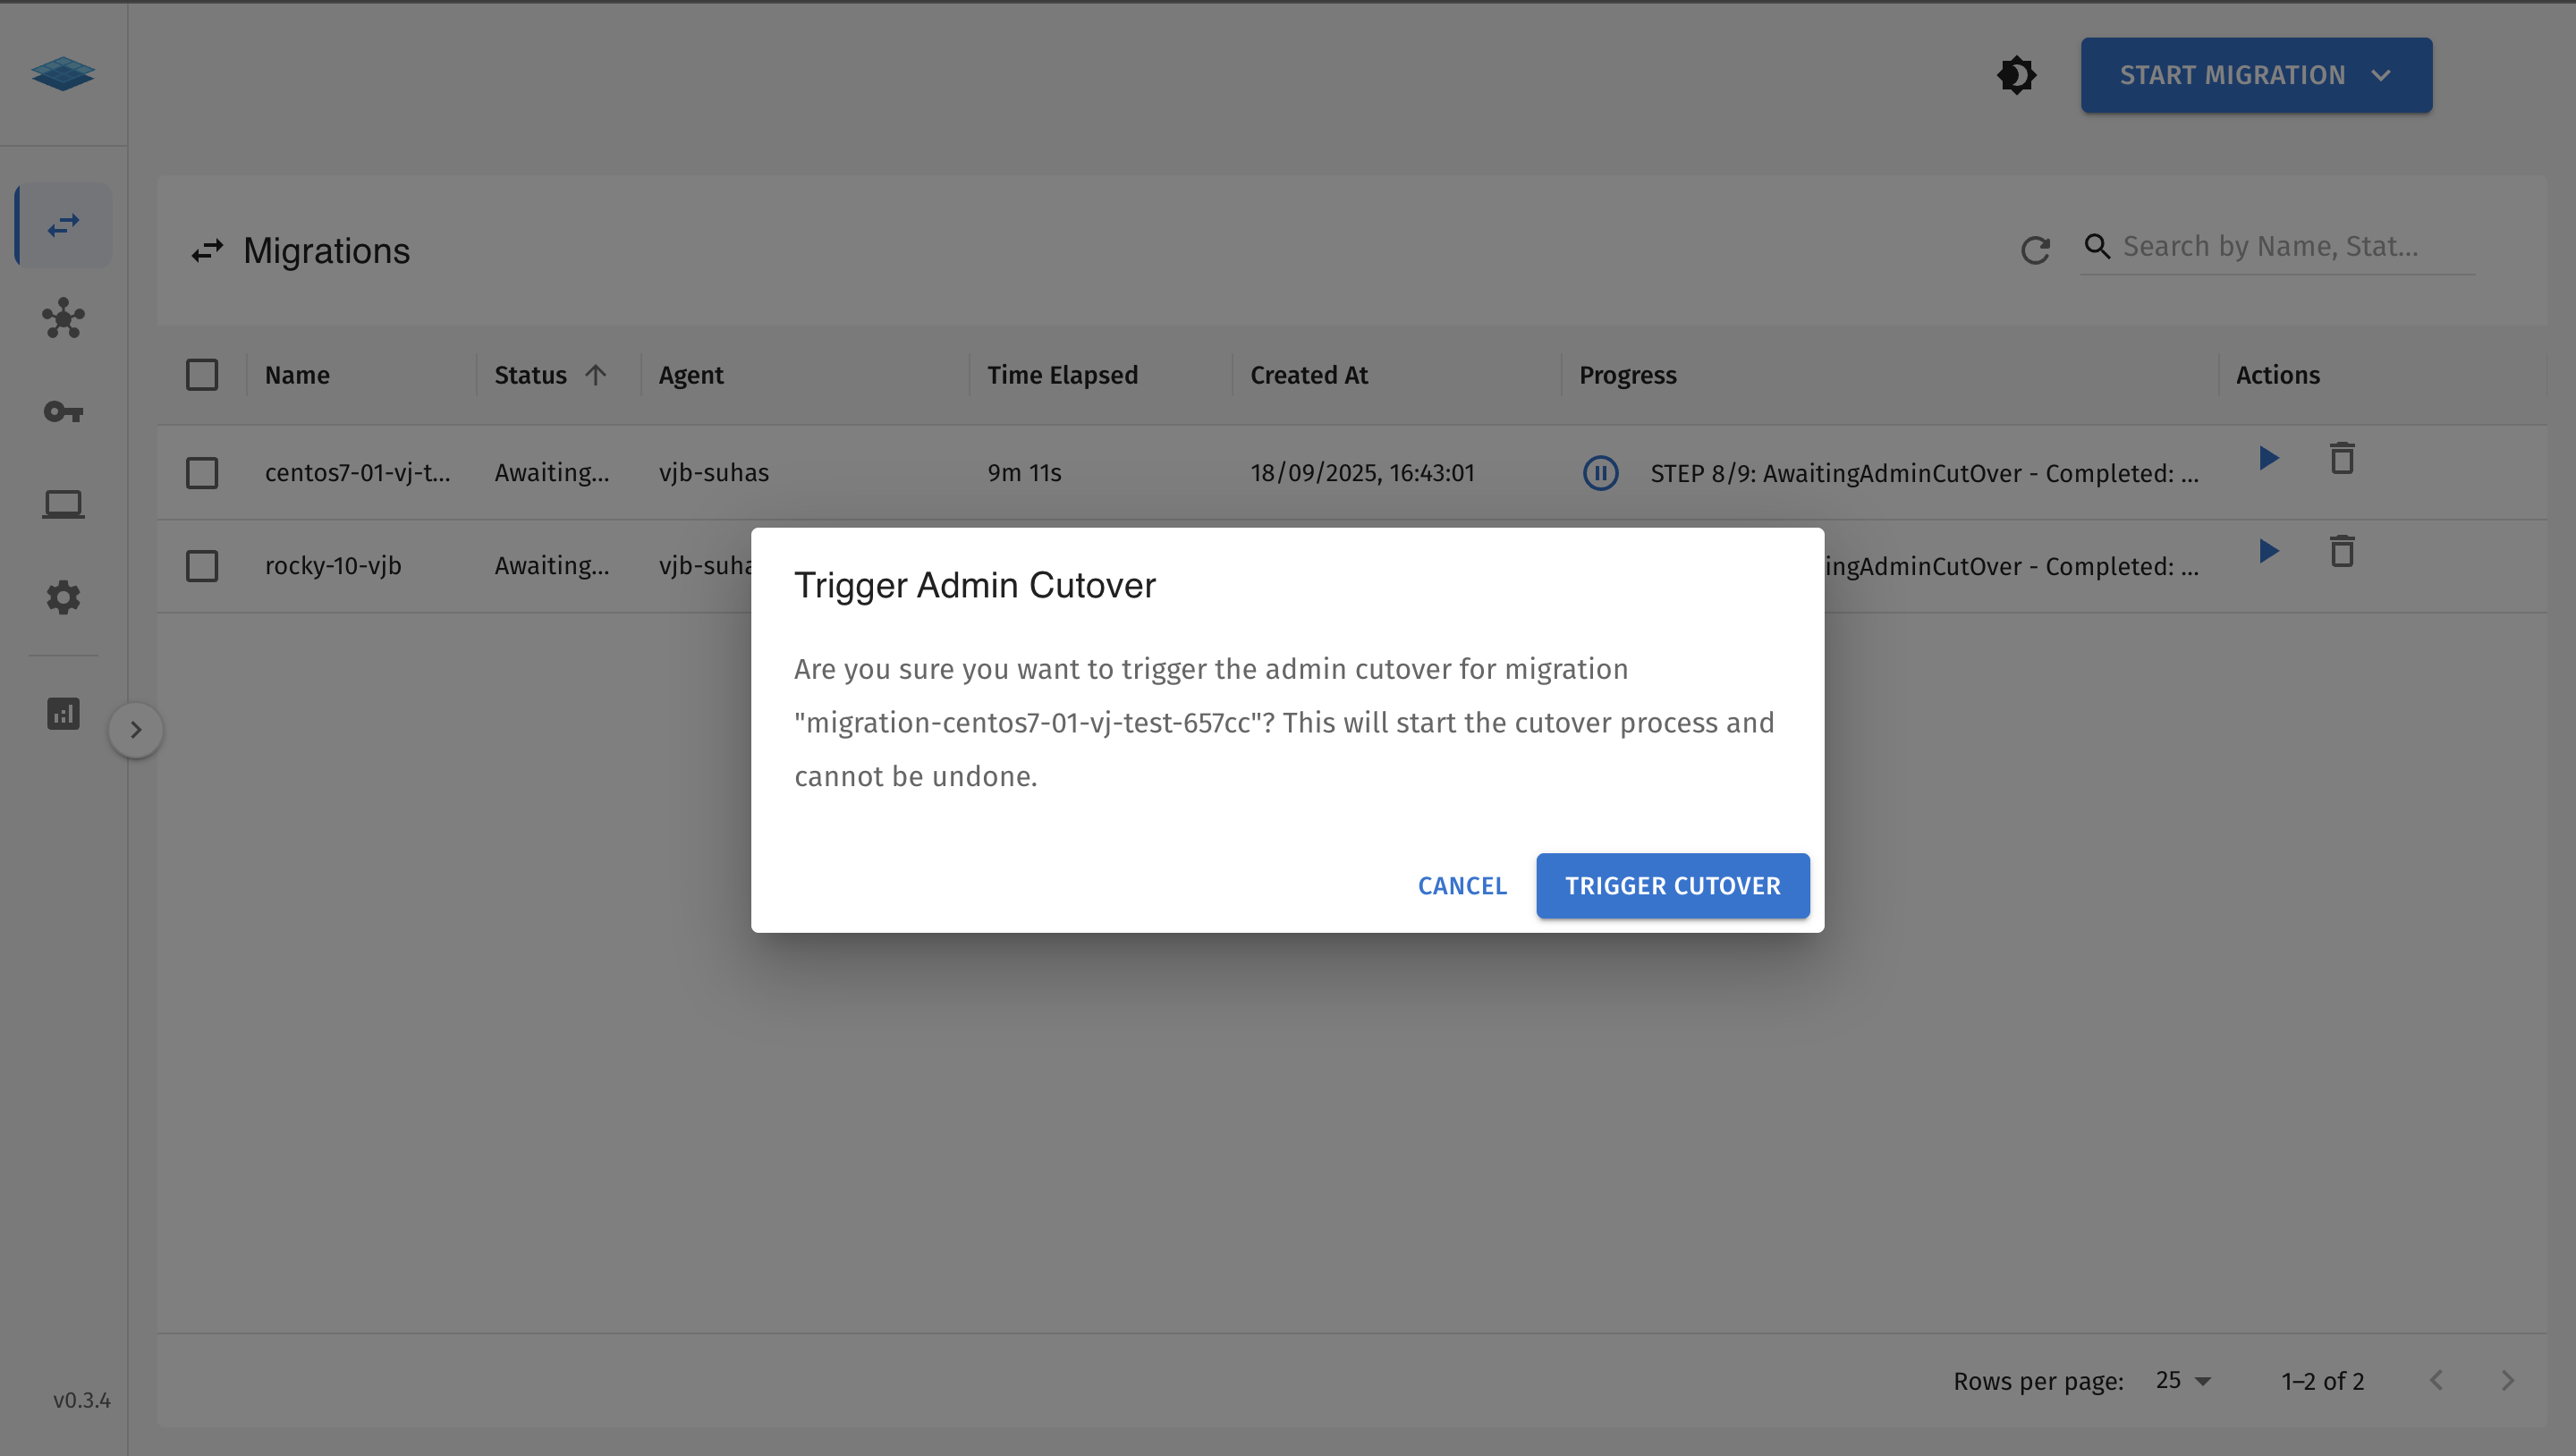 START MIGRATION
Migrations
Search by Name, Stat...
Name Status Agent Time Elapsed Created At Progress Actions
centos7-01-vj-t... Awaiting... vjb-suhas 9m 11s 18/09/2025, 16:43:01 STEP 8/9: AwaitingAdminCutOver - Completed: ...
rocky-10-vjb Awaiting... vjb-suha ingAdminCutOver - Completed: ...
Trigger Admin Cutover
Are you sure you want to trigger the admin cutover for migration
"migration-centos7-01-vj-test-657cc"? This will start the cutover process and
cannot be undone.
CANCEL TRIGGER CUTOVER
Rows per page: 25 1–2 of 2
v0.3.4